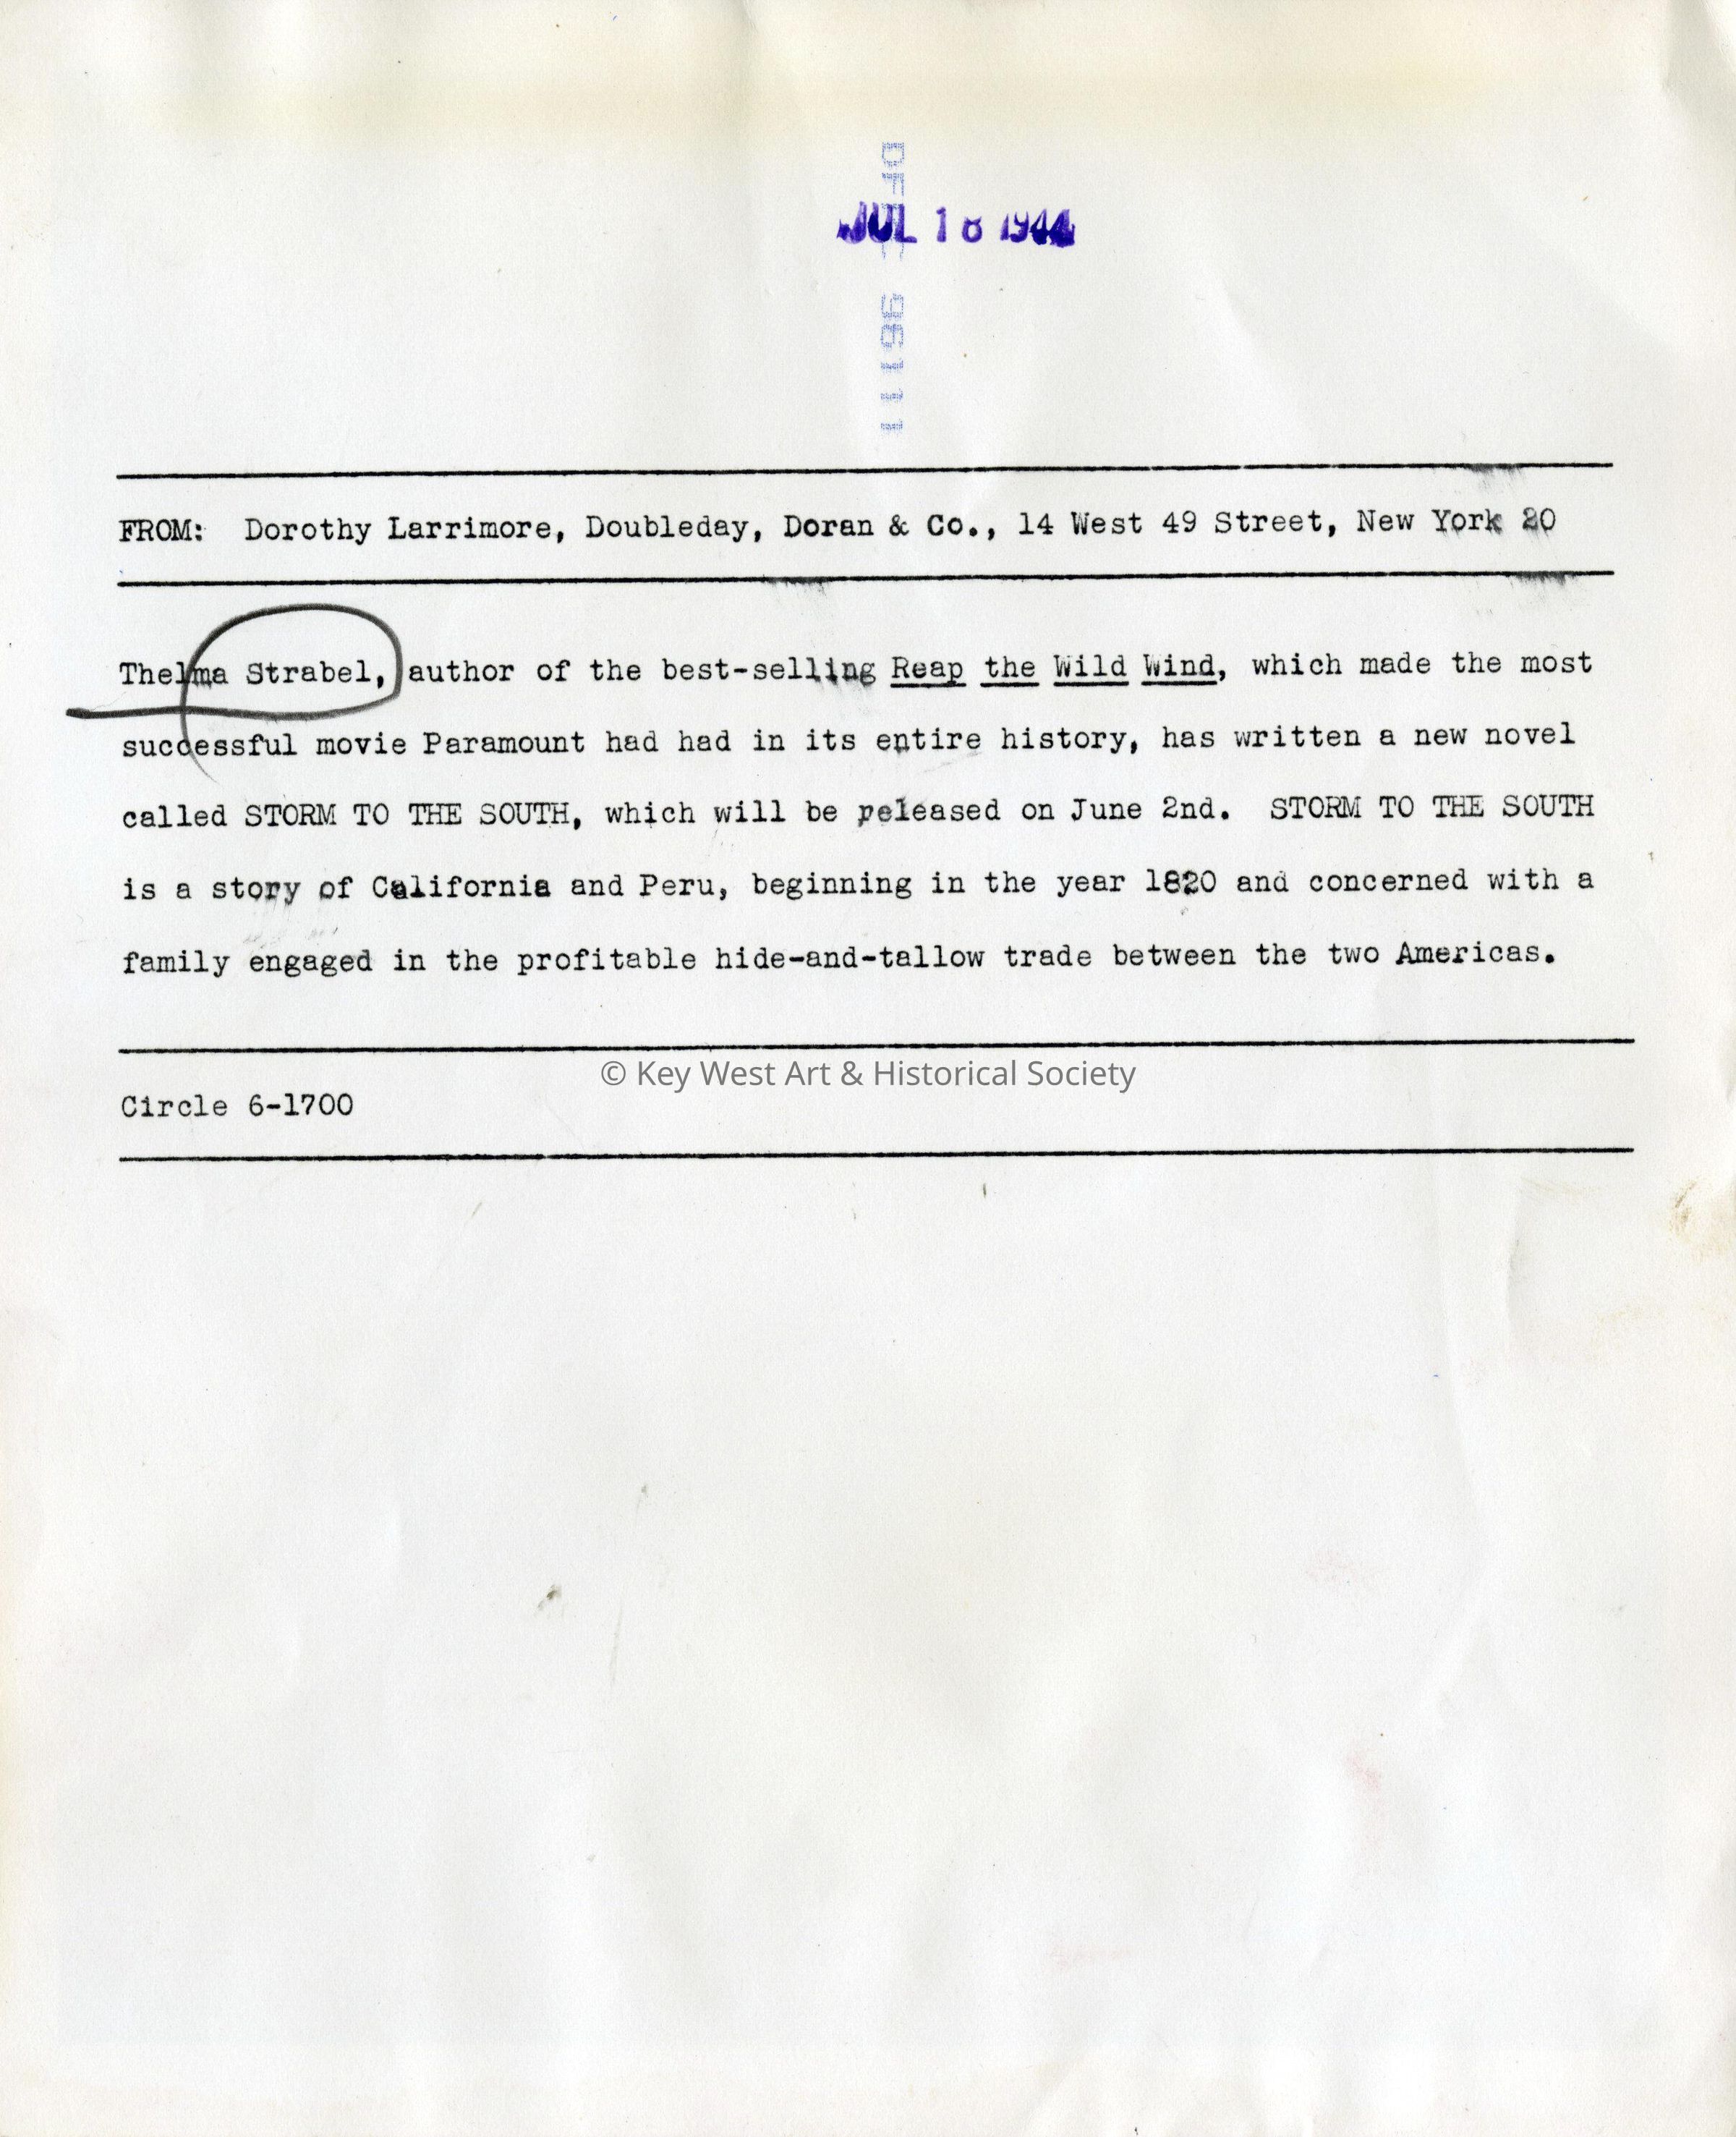 JUL 18 1944
FROM: Dorothy Larrimore, Doubleday, Doran & Co., 14 West 49 Street, New York 20
Thelma Strabel, author of the best-selling Reap the Wild Wind, which made the most
successful movie Paramount had had in its entire history, has written a new novel
called STORM TO THE SOUTH, which will be released on June 2nd. STORM TO THE SOUTH
is a story of California and Peru, beginning in the year 1820 and concerned with a
family engaged in the profitable hide-and-tallow trade between the two Americas.
© Key West Art & Historical Society
Circle 6-1700